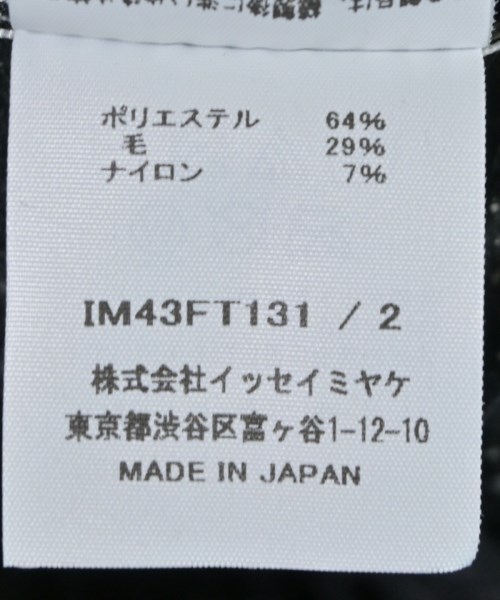 ポリエステル 64%
毛 29%
ナイロン 7%
IM43FT131 / 2
株式会社イッセイミヤケ
東京都渋谷区富ヶ谷1-12-10
MADE IN JAPAN